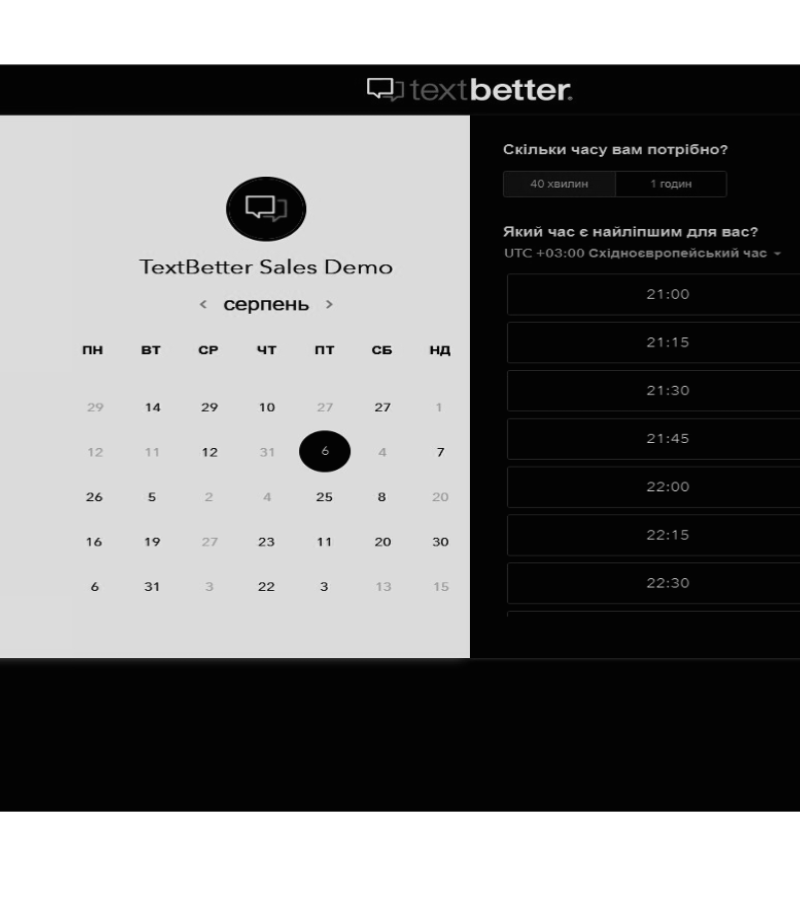 textbetter.
TextBetter Sales Demo
< серпень >
ПН ВТ СР ЧТ ПТ СБ НД
29 14 29 10 27 27 1
12 11 12 31 6 4 7
26 5 2 4 25 8 20
16 19 27 23 11 20 30
6 31 3 22 3 13 15
Скільки часу вам потрібно?
40 хвилин 1 годин
Який час є найліпшим для вас?
UTC +03:00 Східноєвропейський час
21:00
21:15
21:30
21:45
22:00
22:15
22:30